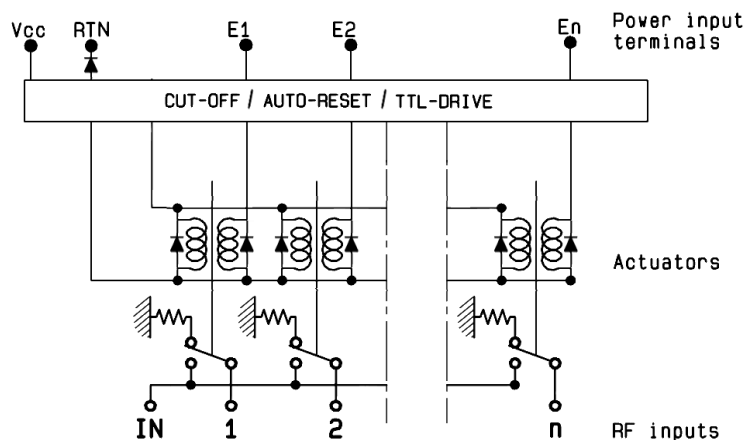 Vcc RTN E1 E2 En Power input
terminals
CUT-OFF / AUTO-RESET / TTL-DRIVE
Actuators
IN 1 2 n RF inputs